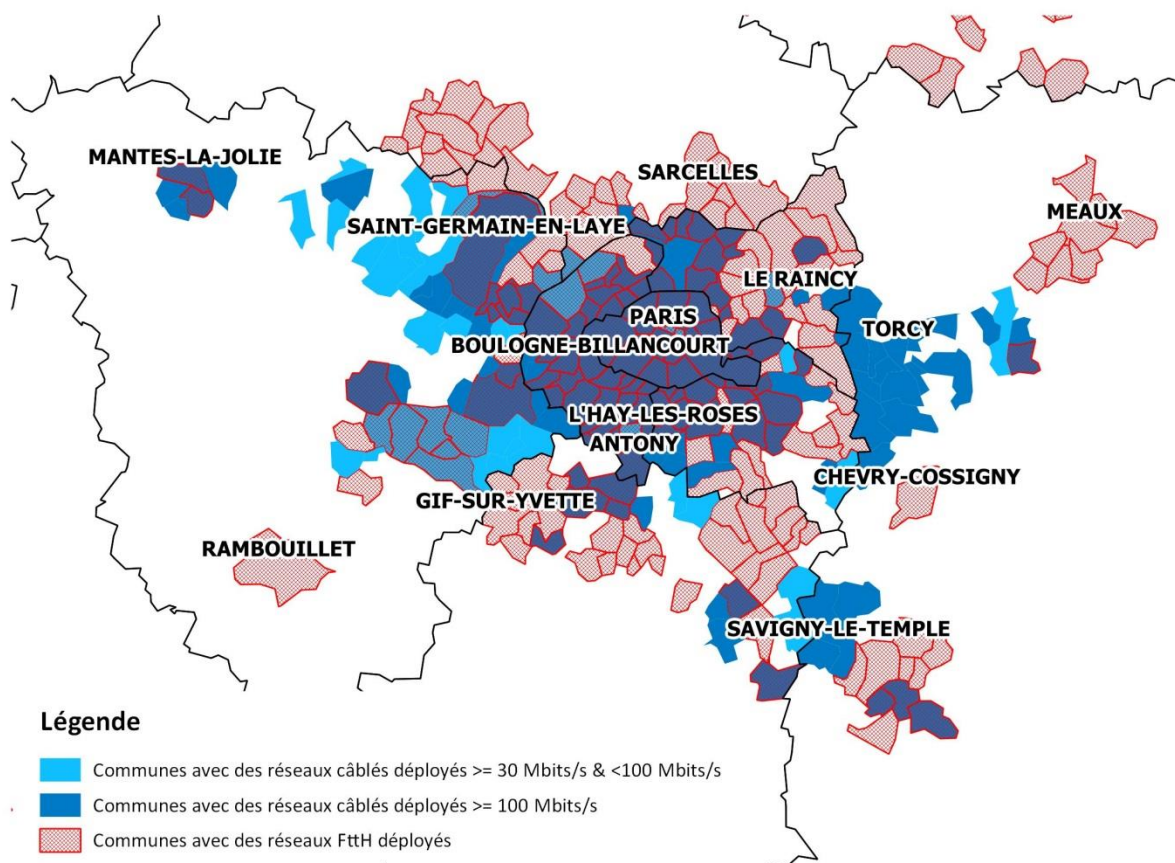 MANTES-LA-JOLIE
SARCELLES
MEAUX
SAINT-GERMAIN-EN-LAYE
LE RAINCY
PARIS
TORCY
BOULOGNE-BILLANCOURT
L'HAY-LES-ROSES
ANTONY
CHEVRY-COSSIGNY
GIF-SUR-YVETTE
RAMBOUILLET
SAVIGNY-LE-TEMPLE
Légende
Communes avec des réseaux câblés déployés >= 30 Mbits/s & <100 Mbits/s
Communes avec des réseaux câblés déployés >= 100 Mbits/s
Communes avec des réseaux FttH déployés